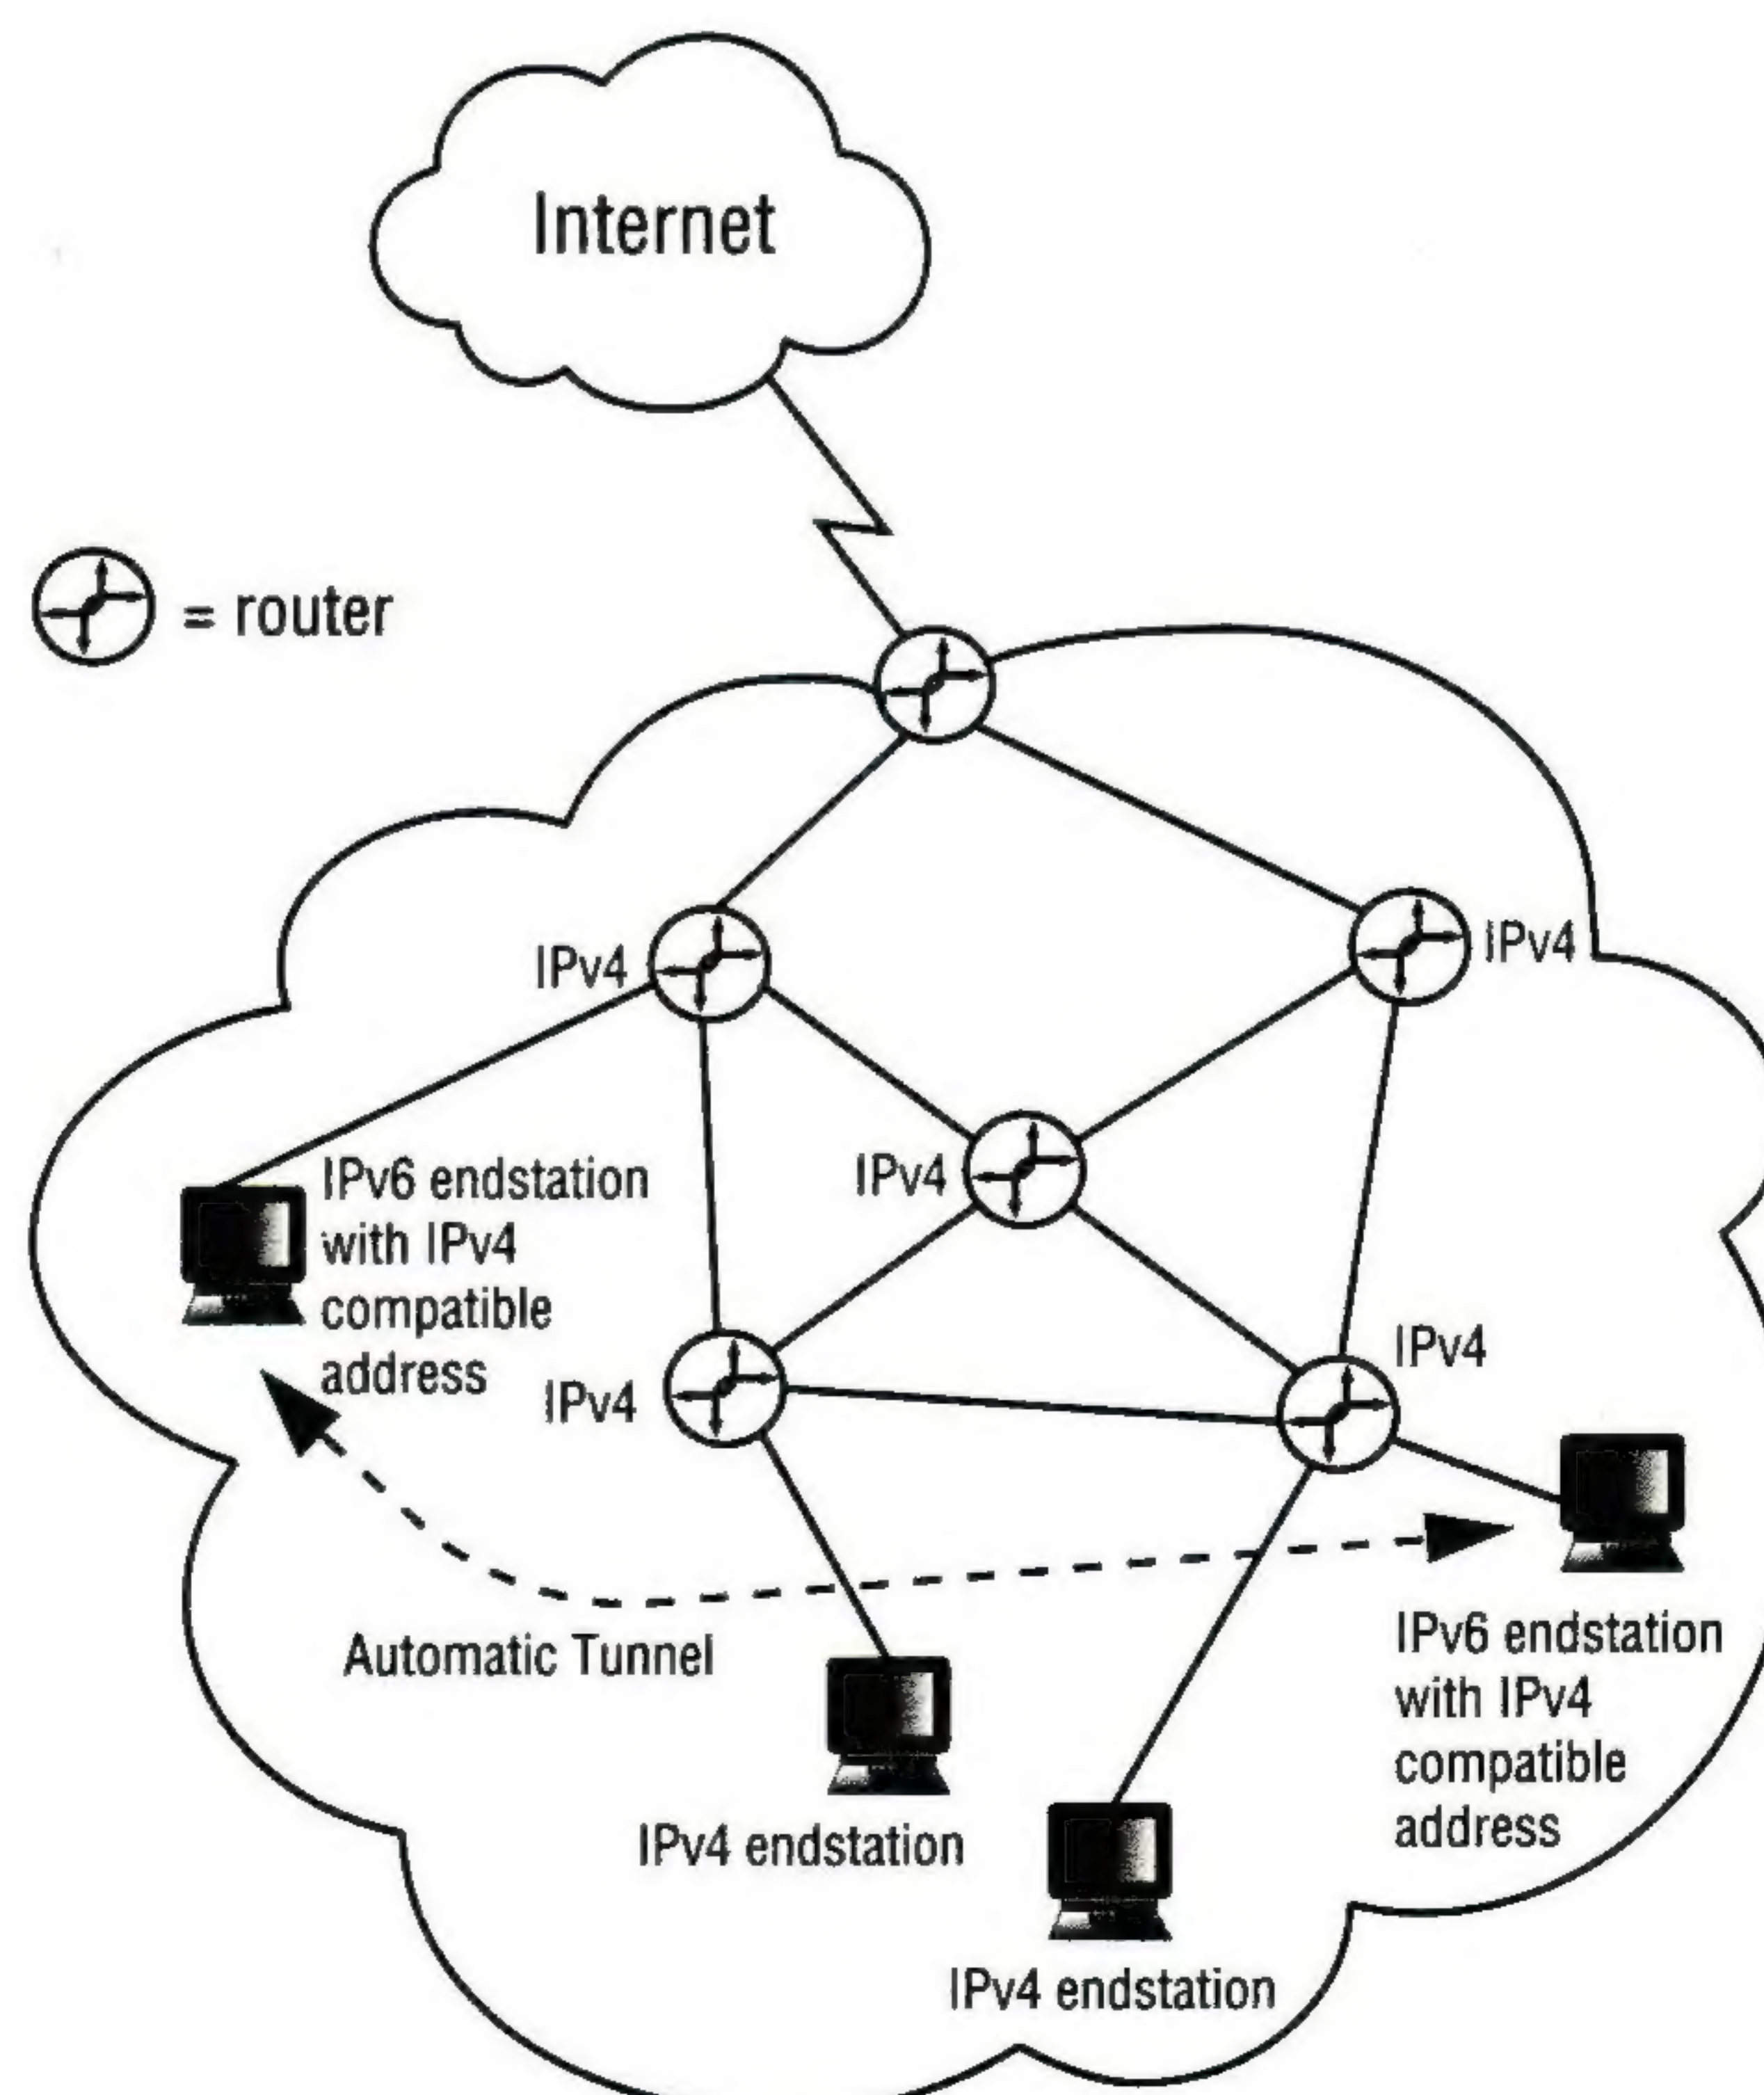 Internet
= router
IPv4
IPv4
IPv4
IPv6 endstation
with IPv4
compatible
address
IPv4
IPv4
Automatic Tunnel
IPv6 endstation
with IPv4
compatible
address
IPv4 endstation
IPv4 endstation